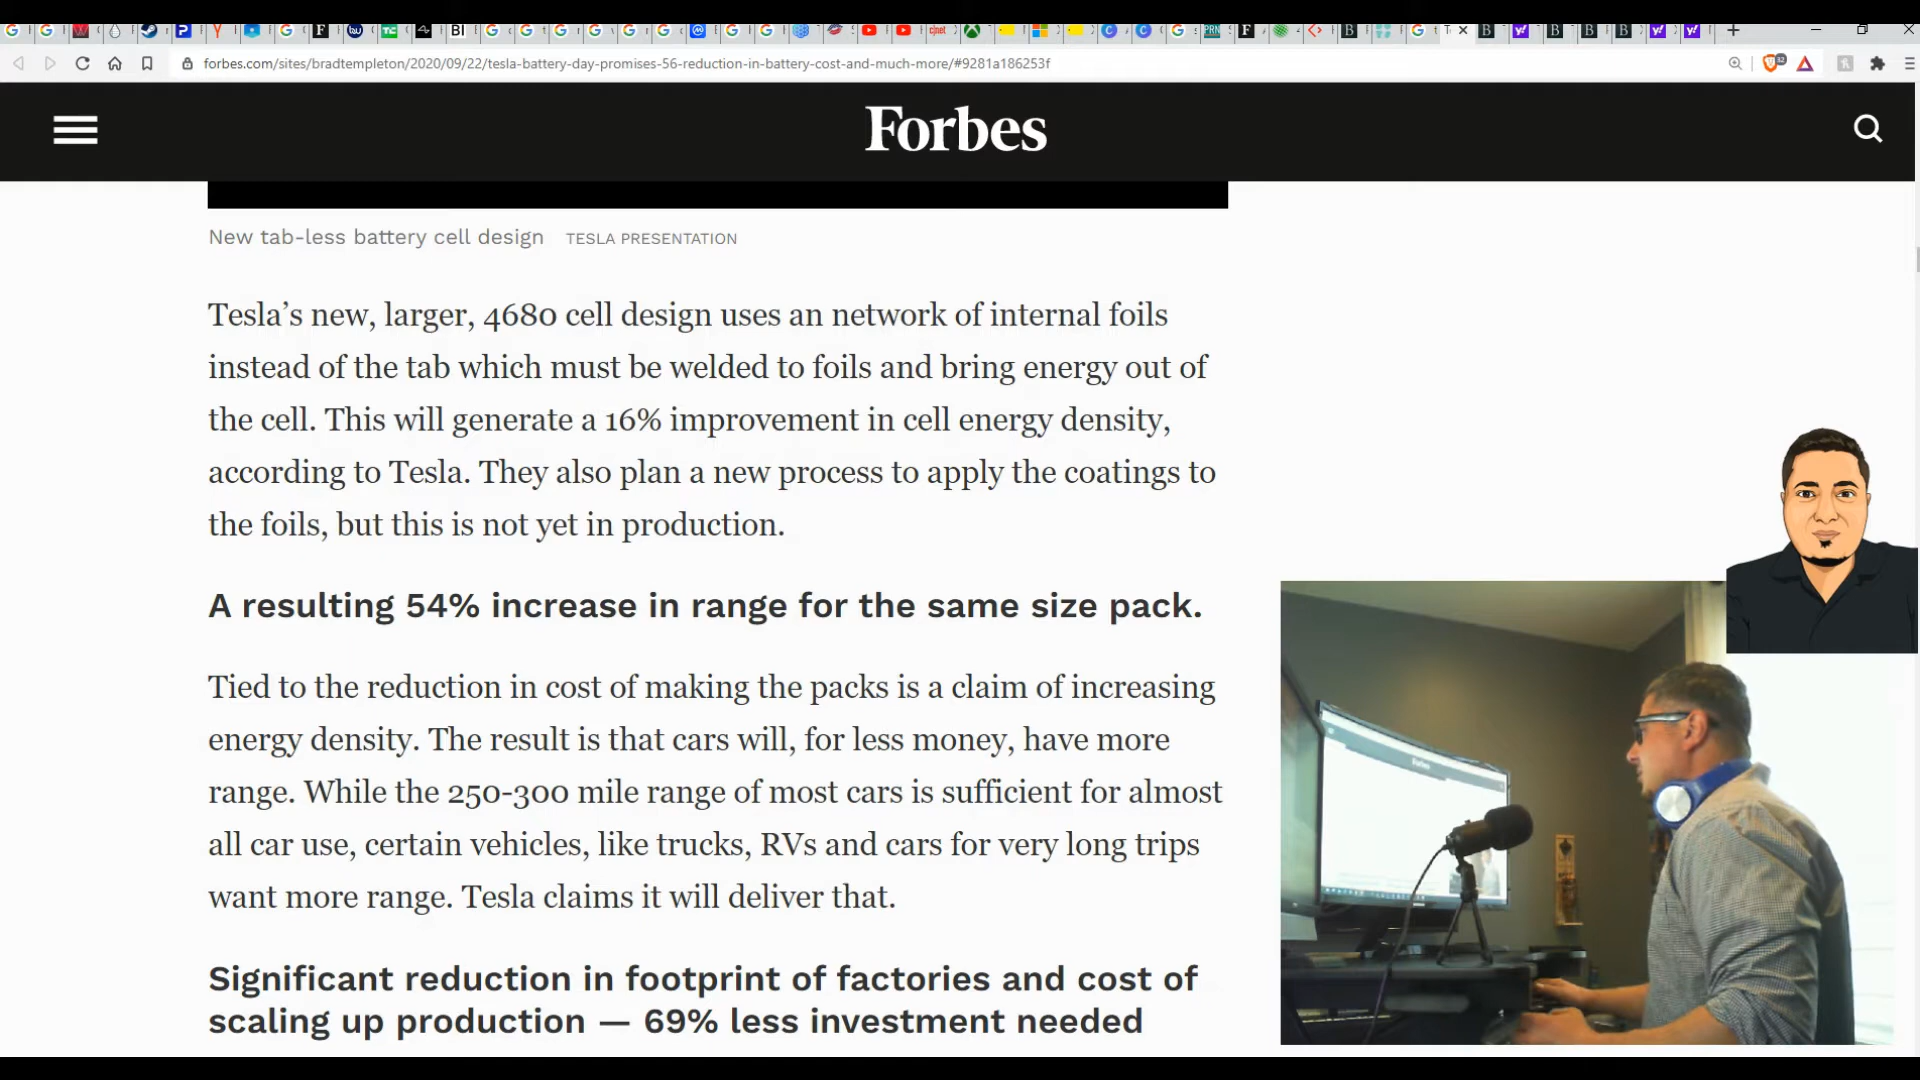 forbes.com/sites/bradtempleton/2020/09/22/tesla-battery-day-promises-56-reduction-in-battery-cost-and-much-more/#9281a186253f
Forbes
New tab-less battery cell design TESLA PRESENTATION
Tesla’s new, larger, 4680 cell design uses an network of internal foils
instead of the tab which must be welded to foils and bring energy out of
the cell. This will generate a 16% improvement in cell energy density,
according to Tesla. They also plan a new process to apply the coatings to
the foils, but this is not yet in production.
A resulting 54% increase in range for the same size pack.
Tied to the reduction in cost of making the packs is a claim of increasing
energy density. The result is that cars will, for less money, have more
range. While the 250-300 mile range of most cars is sufficient for almost
all car use, certain vehicles, like trucks, RVs and cars for very long trips
want more range. Tesla claims it will deliver that.
Significant reduction in footprint of factories and cost of
scaling up production — 69% less investment needed